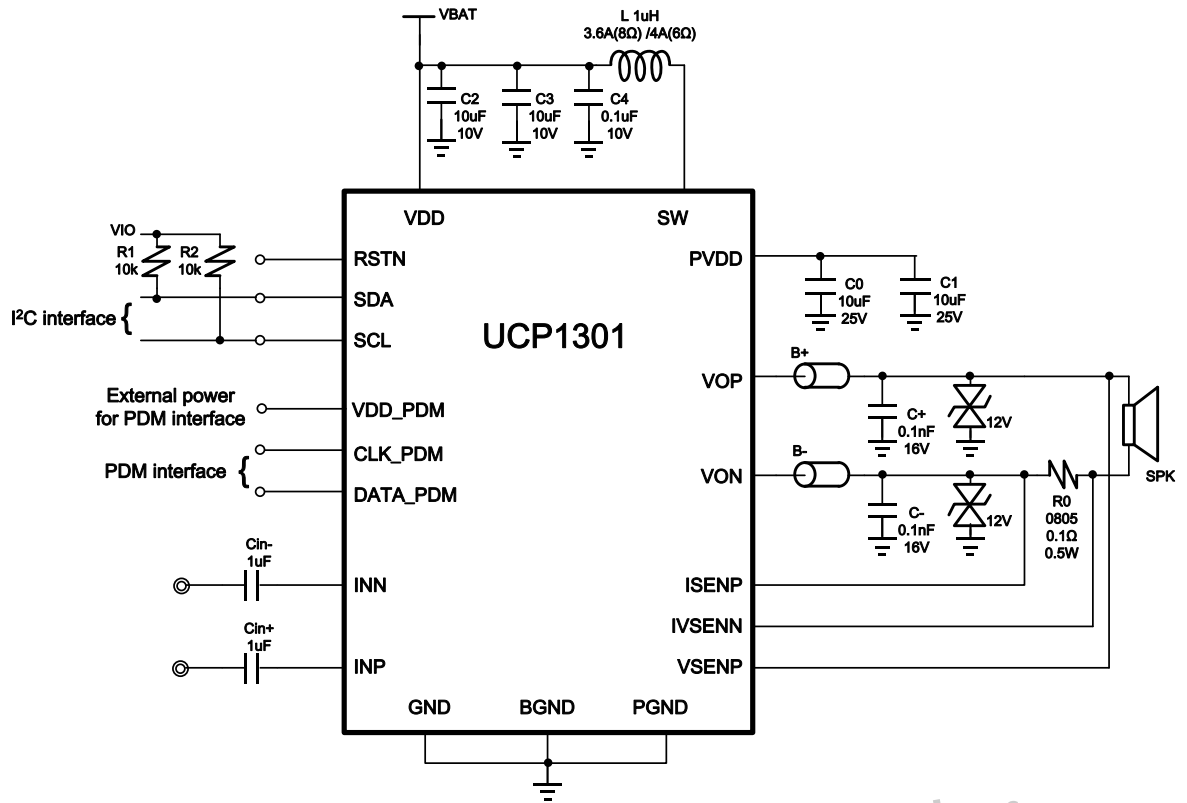 VBAT
L 1uH
3.6A(8Ω) /4A(6Ω)
C2
10uF
10V
C3
10uF
10V
C4
0.1uF
10V
VDD
SW
VIO
R1
10k
R2
10k
RSTN
SDA
SCL
I²C interface {
UCP1301
PVDD
C0
10uF
25V
C1
10uF
25V
External power
for PDM interface
VDD_PDM
PDM interface {
CLK_PDM
DATA_PDM
VOP
B+
C+
0.1nF
16V
12V
VON
B-
C-
0.1nF
16V
12V
R0
0805
0.1Ω
0.5W
SPK
Cin-
1uF
INN
Cin+
1uF
INP
ISENP
IVSENN
VSENP
GND
BGND
PGND